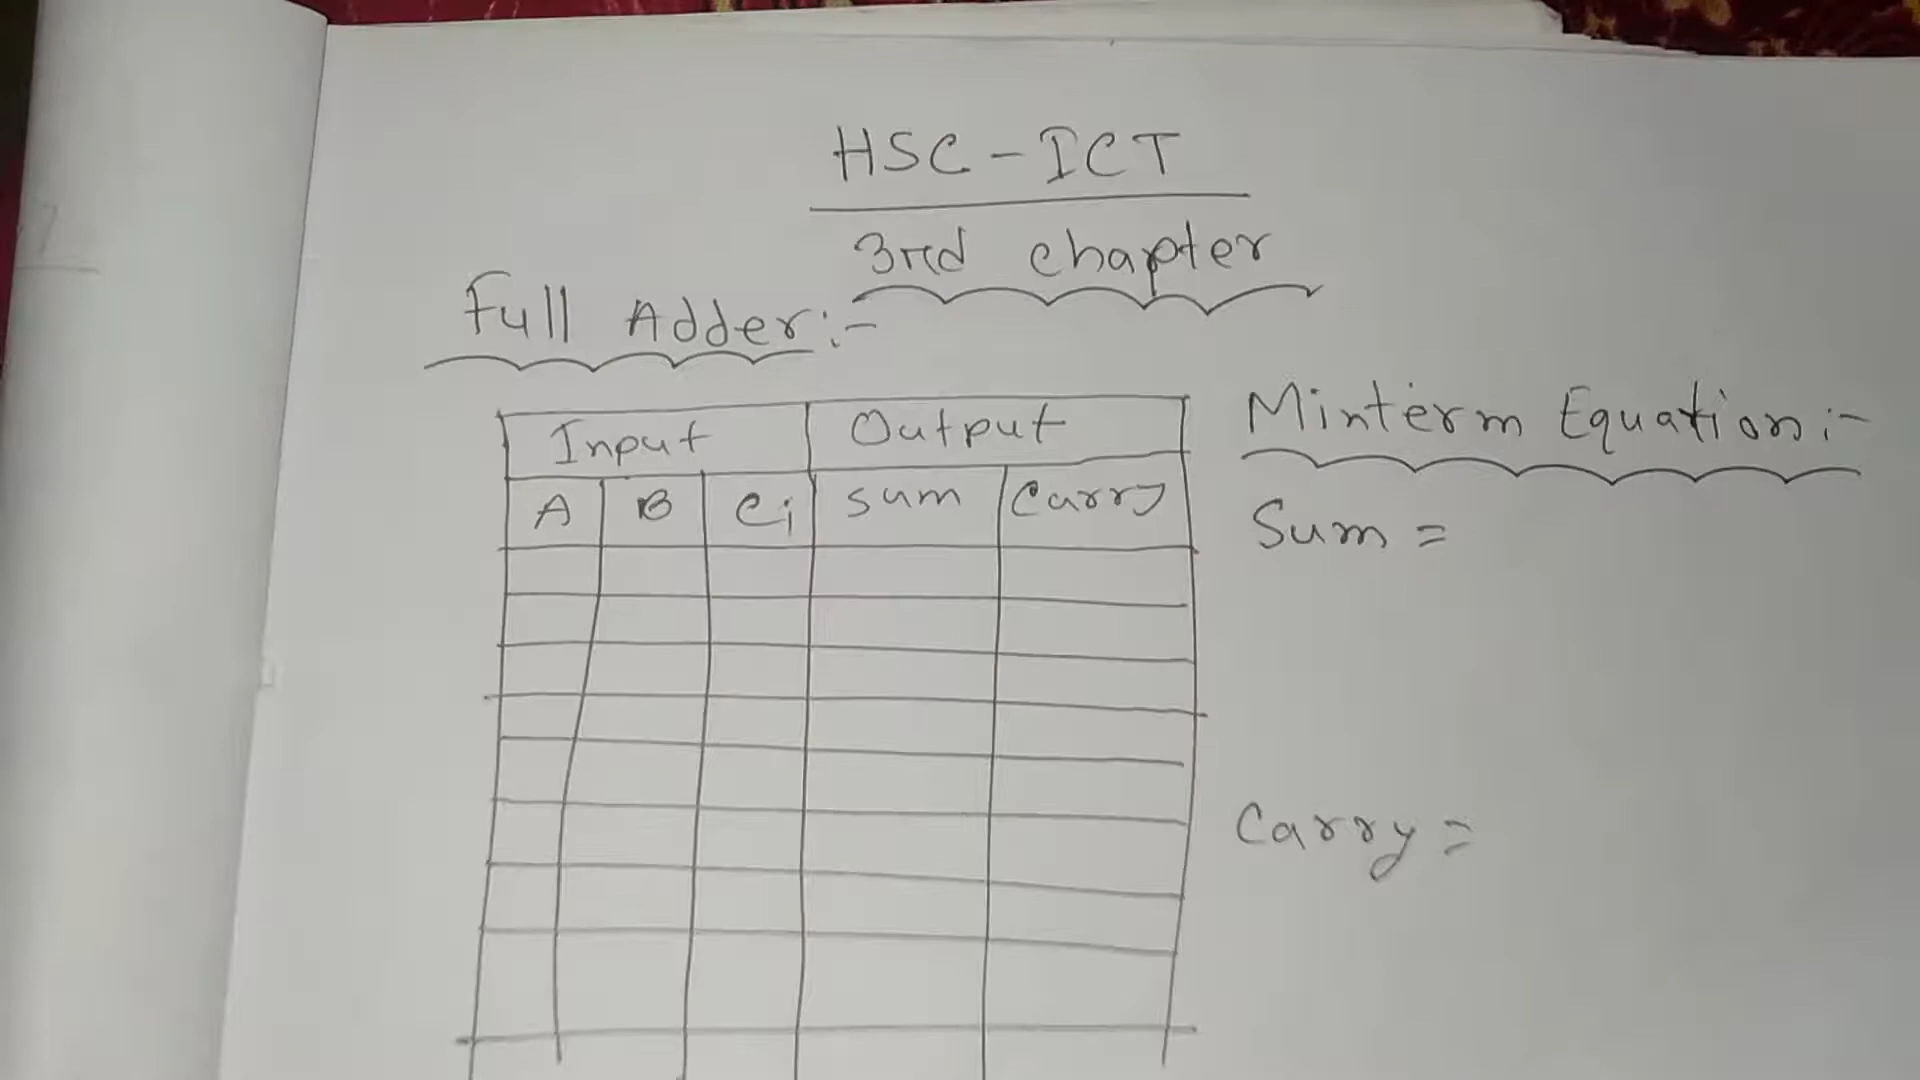 HSC-ICT
3rd chapter
Full Adder:-
Minterm Equation:-
Input Output
A B Ci sum Carry
Sum =
Carry =